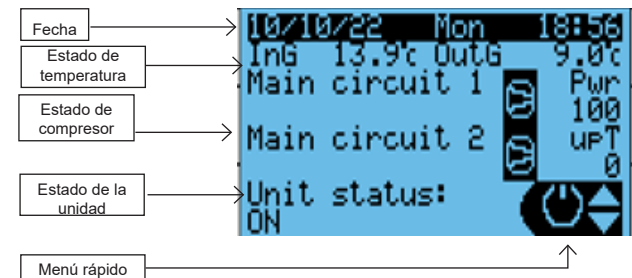 Fecha
Estado de
temperatura
Estado de
compresor
Estado de la
unidad
Menú rápido
10/10/22 Mon 18:56
InG 13.9°c OutG 9.0°c
Main circuit 1 Pwr
100
Main circuit 2 upT
0
Unit status:
ON